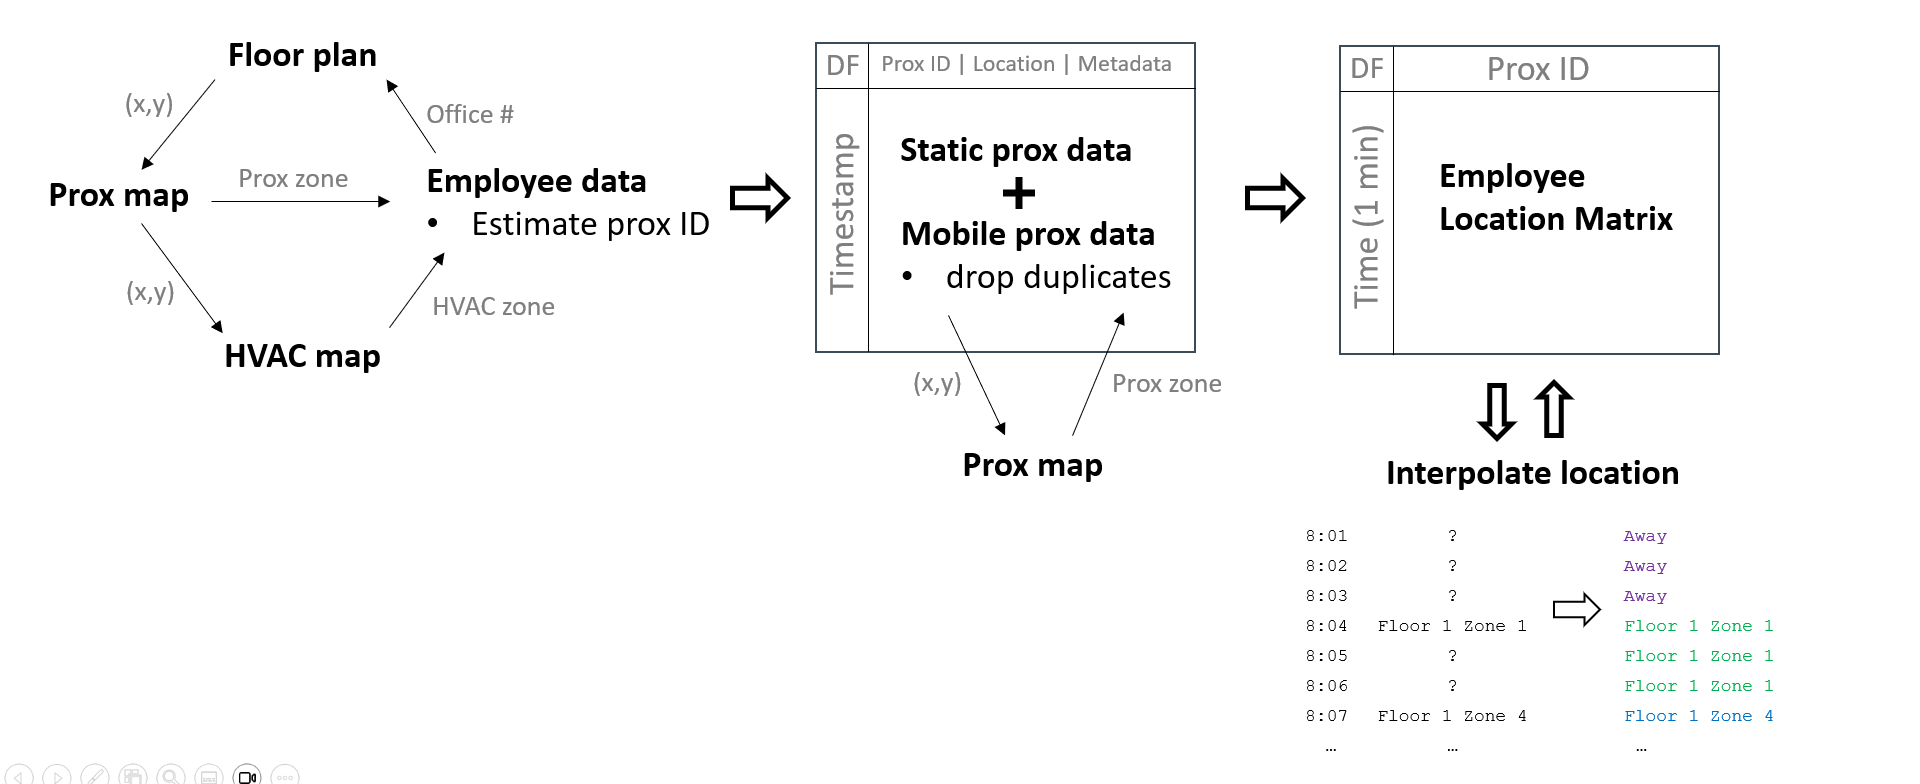 Floor plan
(x,y)
Office #
Prox map
Prox zone
Employee data
• Estimate prox ID
(x,y)
HVAC zone
HVAC map
DF
Prox ID | Location | Metadata
Timestamp
Static prox data
+
Mobile prox data
• drop duplicates
(x,y)
Prox zone
Prox map
DF
Prox ID
Time (1 min)
Employee
Location Matrix
Interpolate location
8:01 ? Away
8:02 ? Away
8:03 ? Away
8:04 Floor 1 Zone 1 Floor 1 Zone 1
8:05 ? Floor 1 Zone 1
8:06 ? Floor 1 Zone 1
8:07 Floor 1 Zone 4 Floor 1 Zone 4
… … …